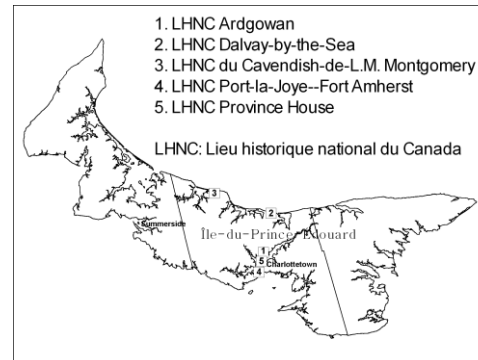 1. LHNC Ardgowan
2. LHNC Dalvay-by-the-Sea
3. LHNC du Cavendish-de-L.M. Montgomery
4. LHNC Port-la-Joye--Fort Amherst
5. LHNC Province House
LHNC: Lieu historique national du Canada
3
2
Summerside
Île-du-Prince-Édouard
1
5
Charlottetown
4